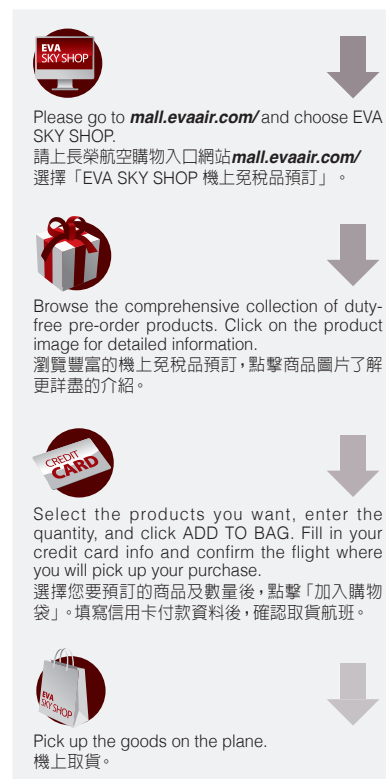 EVA
SKY SHOP
Please go to mall.evaair.com/ and choose EVA
SKY SHOP.
請上長榮航空購物入口網站mall.evaair.com/
選擇「EVA SKY SHOP 機上免稅品預訂」。
Browse the comprehensive collection of duty-
free pre-order products. Click on the product
image for detailed information.
瀏覽豐富的機上免稅品預訂，點擊商品圖片了解
更詳盡的介紹。
CREDIT
CARD
Select the products you want, enter the
quantity, and click ADD TO BAG. Fill in your
credit card info and confirm the flight where
you will pick up your purchase.
選擇您要預訂的商品及數量後，點擊「加入購物
袋」。填寫信用卡付款資料後，確認取貨航班。
EVA
SKY SHOP
Pick up the goods on the plane.
機上取貨。